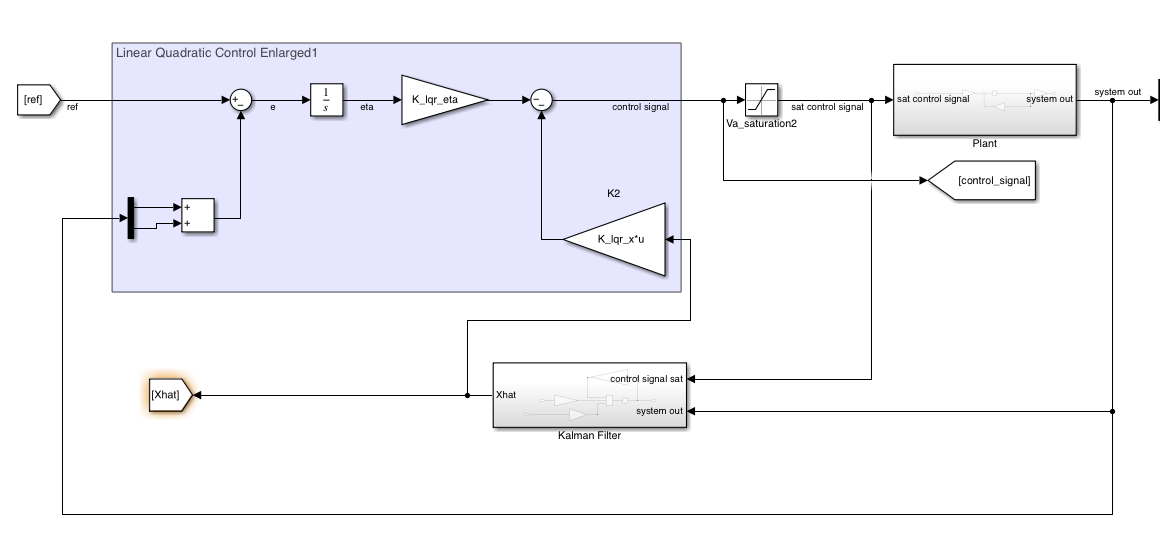 Linear Quadratic Control Enlarged1
[ref]
ref
+
−
e
1
s
eta
K_lqr_eta
−
−
control signal
Va_saturation2
sat control signal
sat control signal
system out
Plant
system out
[control_signal]
+
+
K2
K_lqr_x*u
[Xhat]
Xhat
control signal sat
system out
Kalman Filter